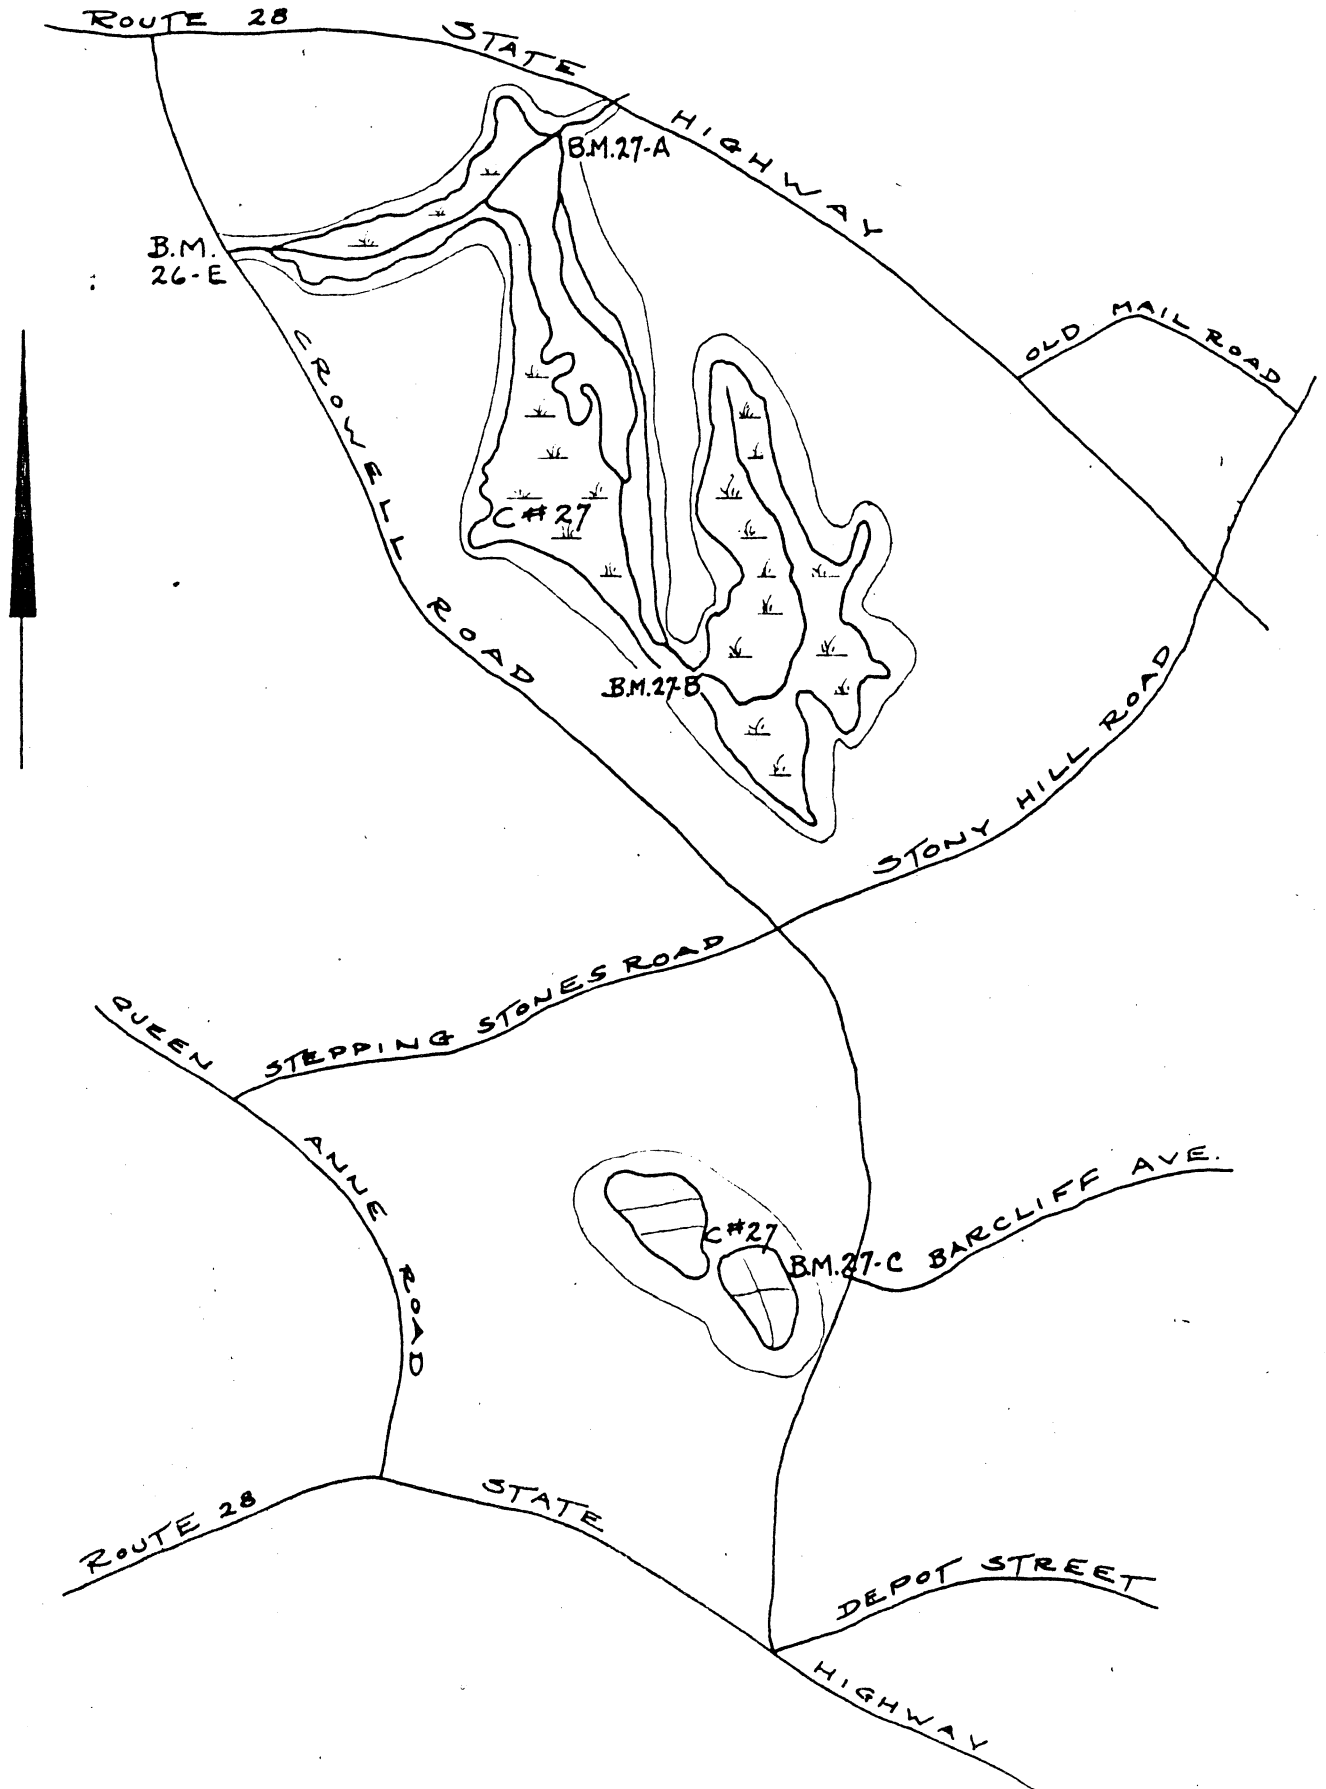 ROUTE 28 STATE HIGHWAY
B.M. 27-A
B.M.
26-E
OLD MAIL ROAD
CROWELL ROAD
C#27
B.M. 27-B
STONY HILL ROAD
STEPPING STONES ROAD
QUEEN ANNE ROAD
BARCLIFF AVE.
C#27
B.M. 27-C
ROUTE 28 STATE HIGHWAY
DEPOT STREET